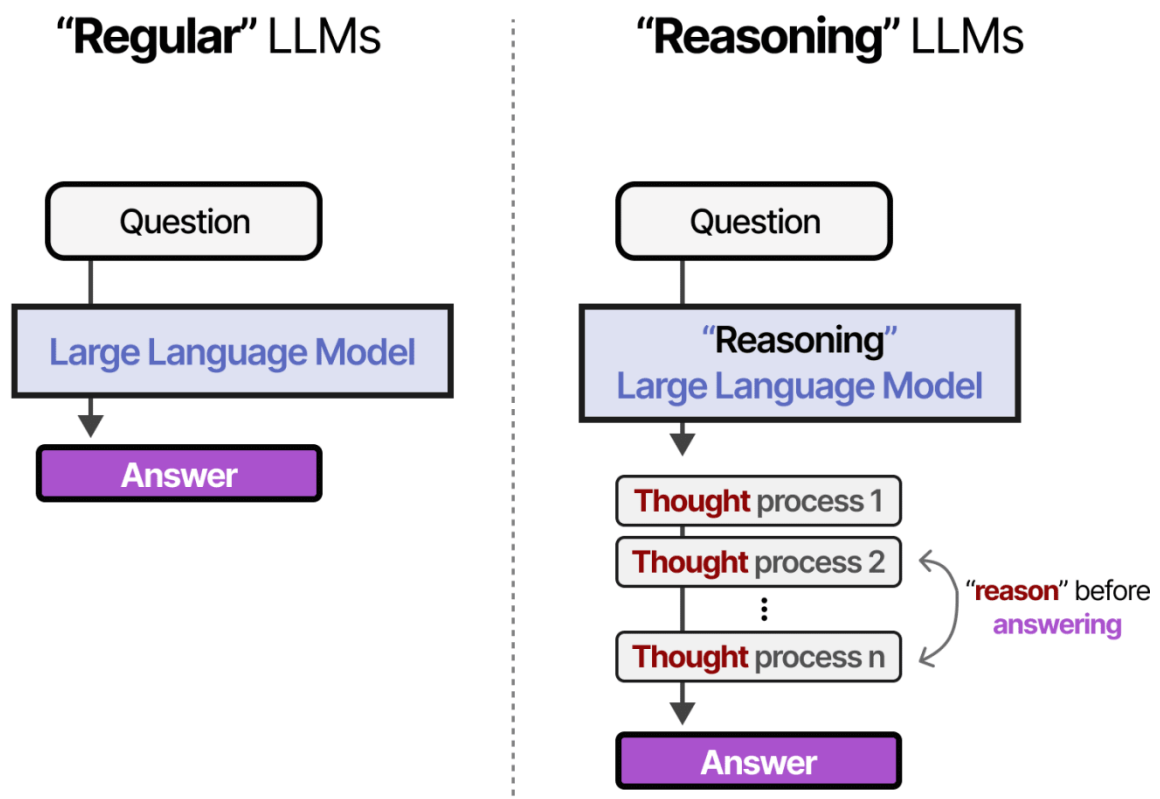 “Regular” LLMs
Question
Large Language Model
Answer
“Reasoning” LLMs
Question
“Reasoning”
Large Language Model
Thought process 1
Thought process 2
⋮
Thought process n
“reason” before
answering
Answer